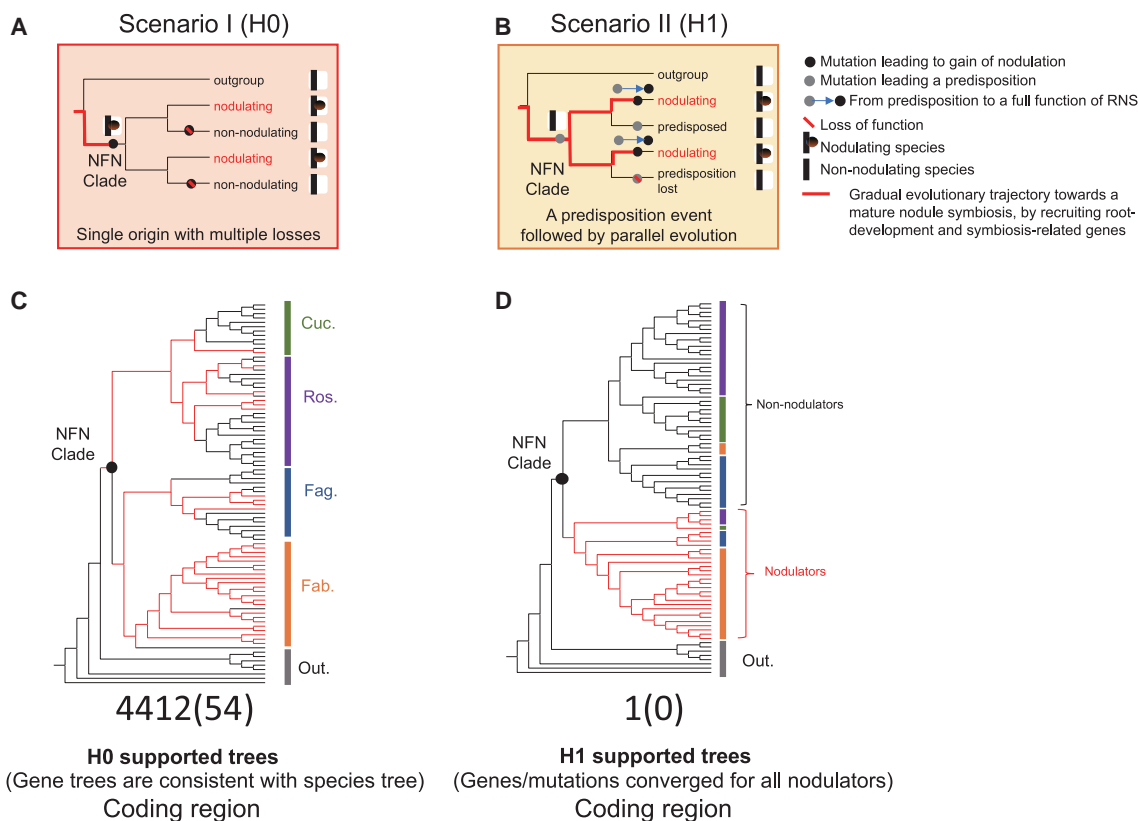 A
Scenario I (H0)
outgroup
nodulating
non-nodulating
nodulating
non-nodulating
NFN
Clade
Single origin with multiple losses
B
Scenario II (H1)
outgroup
nodulating
predisposed
nodulating
predisposition
lost
NFN
Clade
A predisposition event
followed by parallel evolution
Mutation leading to gain of nodulation
Mutation leading a predisposition
From predisposition to a full function of RNS
Loss of function
Nodulating species
Non-nodulating species
Gradual evolutionary trajectory towards a
mature nodule symbiosis, by recruiting root-
development and symbiosis-related genes
C
NFN
Clade
Cuc.
Ros.
Fag.
Fab.
Out.
4412(54)
H0 supported trees
(Gene trees are consistent with species tree)
Coding region
D
NFN
Clade
Non-nodulators
Nodulators
Out.
1(0)
H1 supported trees
(Genes/mutations converged for all nodulators)
Coding region